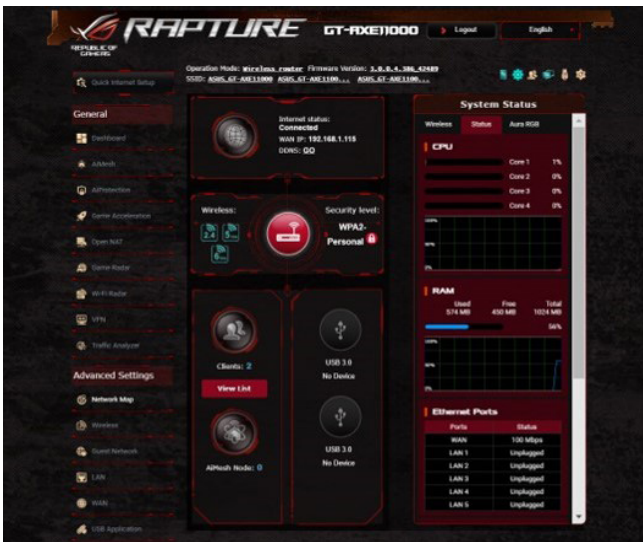 REPUBLIC OF
GAMERS
RAPTURE
GT-AXE11000
Logout
English
Operation Mode: Wireless router Firmware Version: 3.0.0.4.386_42489
SSID: ASUS_GT-AXE11000 ASUS_GT-AXE1100... ASUS_GT-AXE1100...
Quick Internet Setup
General
Dashboard
AiMesh
AiProtection
Game Acceleration
Open NAT
Game Radar
Wi-Fi Radar
VPN
Traffic Analyzer
Advanced Settings
Network Map
Wireless
Guest Network
LAN
WAN
USB Application
Internet status:
Connected
WAN IP: 192.168.1.115
DDNS: GO
Wireless:
2.4
5
6
Security level:
WPA2-
Personal
Clients: 2
View List
AiMesh Node: 0
USB 3.0
No Device
USB 3.0
No Device
System Status
Wireless Status Aura RGB
CPU
Core 1 1%
Core 2 0%
Core 3 0%
Core 4 0%
100%
50%
0%
RAM
Used Free Total
574 MB 450 MB 1024 MB
56%
100%
50%
0%
Ethernet Ports
Ports Status
WAN 100 Mbps
LAN 1 Unplugged
LAN 2 Unplugged
LAN 3 Unplugged
LAN 4 Unplugged
LAN 5 Unplugged